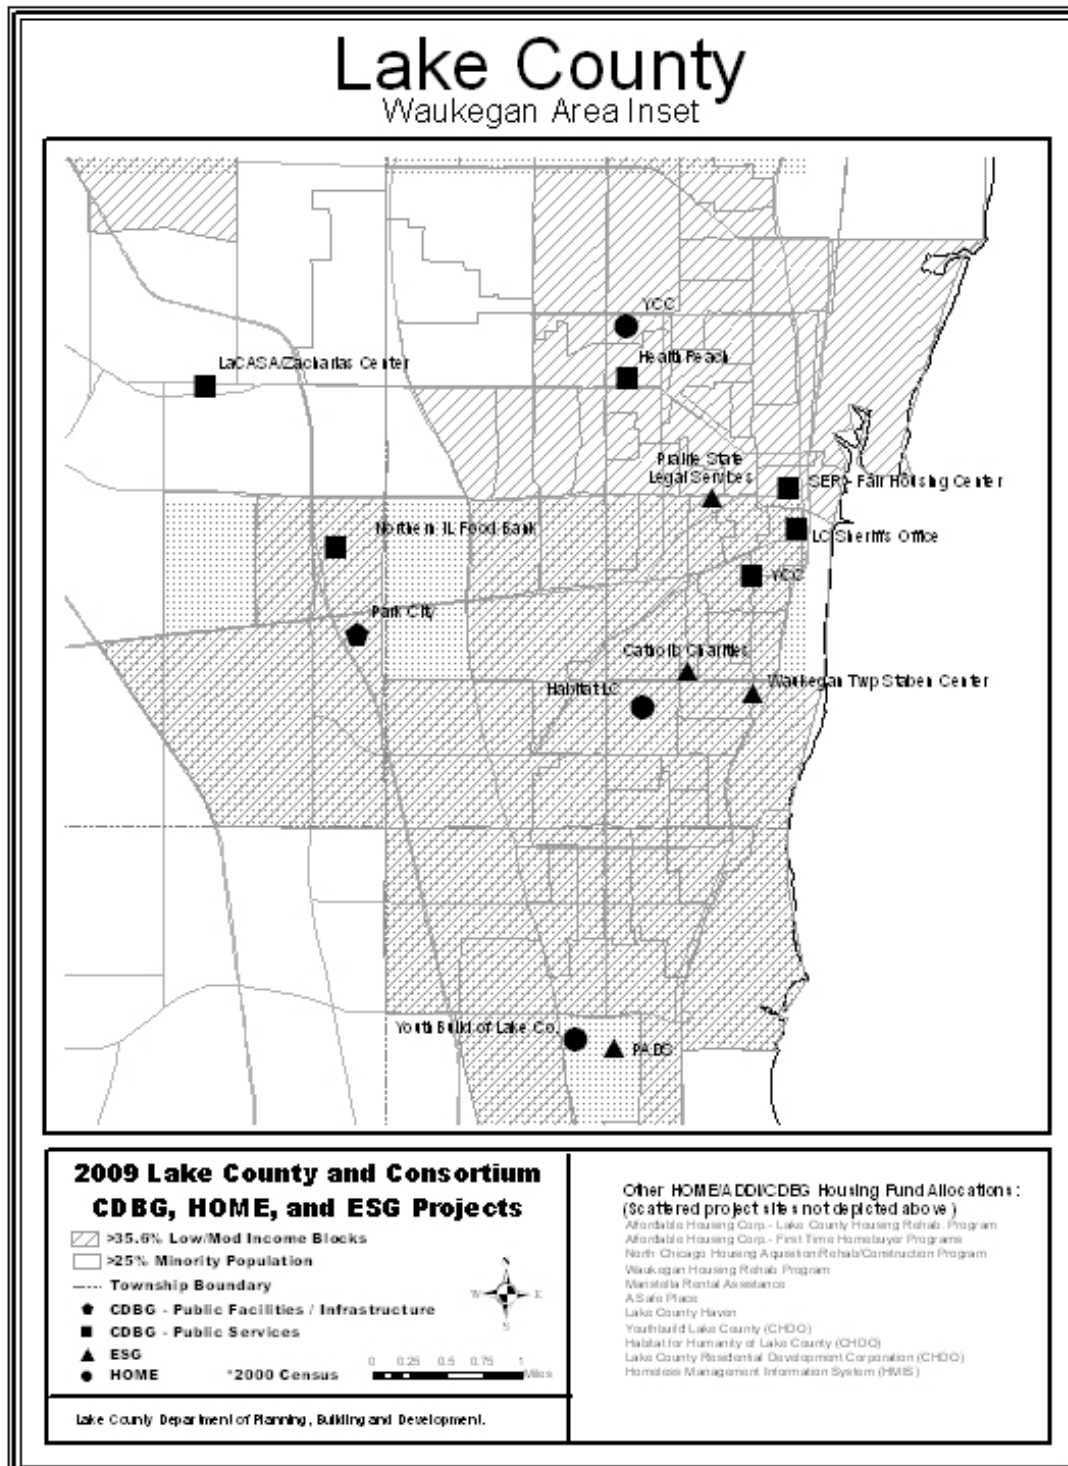 Lake County
Waukegan Area Inset
YCC
HealthReach
LaCASA/Zacharias Center
Prairie State
Legal Services
SER - Fair Housing Center
Northern IL Food Bank
LC Sheriffs Office
YCC
Park City
Catholic Charities
Habitat LC
Waukegan Twp Staben Center
Youth Build of Lake Co.
PADS
2009 Lake County and Consortium
CDBG, HOME, and ESG Projects
>35.6% Low/Mod Income Blocks
>25% Minority Population
Township Boundary
CDBG - Public Facilities / Infrastructure
CDBG - Public Services
ESG
HOME
*2000 Census
N
W E
S
0 0.25 0.5 0.75 1
Miles
Lake County Department of Planning, Building and Development.
Other HOME/ADDI/CDBG Housing Fund Allocations:
(Scattered project sites not depicted above)
Affordable Housing Corp.- Lake County Housing Rehab. Program
Affordable Housing Corp.- First Time Homebuyer Programs
North Chicago Housing Aquisition/Rehab/Construction Program
Waukegan Housing Rehab Program
Maristella Rental Assistance
A Safe Place
Lake County Haven
Youthbuild Lake County (CHDO)
Habitat for Humanity of Lake County (CHDO)
Lake County Residential Development Corporation (CHDO)
Homeless Management Information System (HMIS)